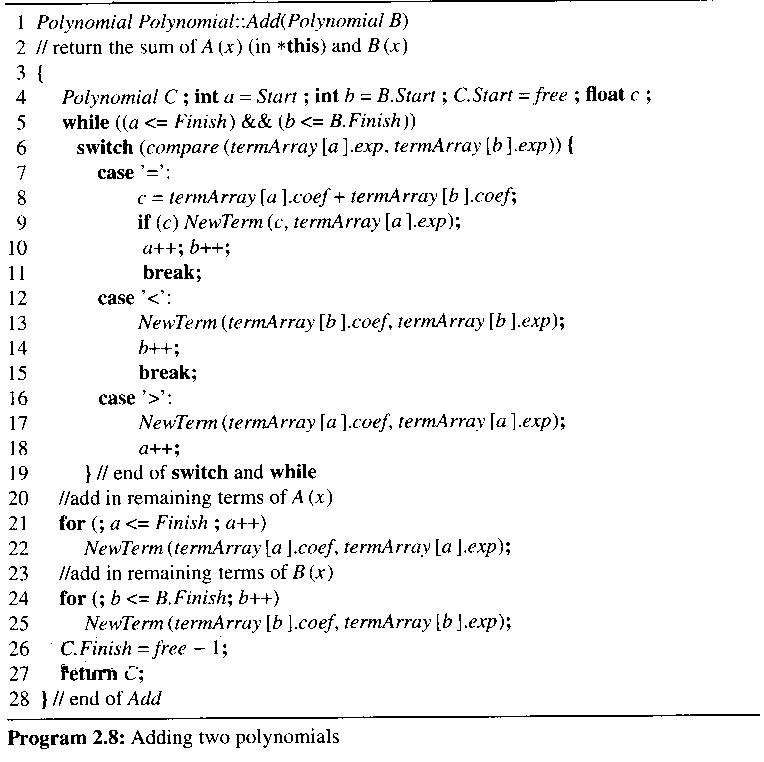 1 Polynomial Polynomial::Add(Polynomial B)
2 // return the sum of A (x) (in *this) and B (x)
3 {
4 Polynomial C ; int a = Start ; int b = B.Start ; C.Start = free ; float c ;
5 while ((a <= Finish) && (b <= B.Finish))
6 switch (compare (termArray [a ].exp, termArray [b ].exp)) {
7 case '=':
8 c = termArray [a ].coef + termArray [b ].coef;
9 if (c) NewTerm (c, termArray [a ].exp);
10 a++; b++;
11 break;
12 case '<':
13 NewTerm (termArray [b ].coef, termArray [b ].exp);
14 b++;
15 break;
16 case '>':
17 NewTerm (termArray [a ].coef, termArray [a ].exp);
18 a++;
19 } // end of switch and while
20 //add in remaining terms of A (x)
21 for (; a <= Finish ; a++)
22 NewTerm (termArray [a ].coef, termArray [a ].exp);
23 //add in remaining terms of B (x)
24 for (; b <= B.Finish; b++)
25 NewTerm (termArray [b ].coef, termArray [b ].exp);
26 C.Finish = free - 1;
27 return C;
28 } // end of Add
Program 2.8: Adding two polynomials